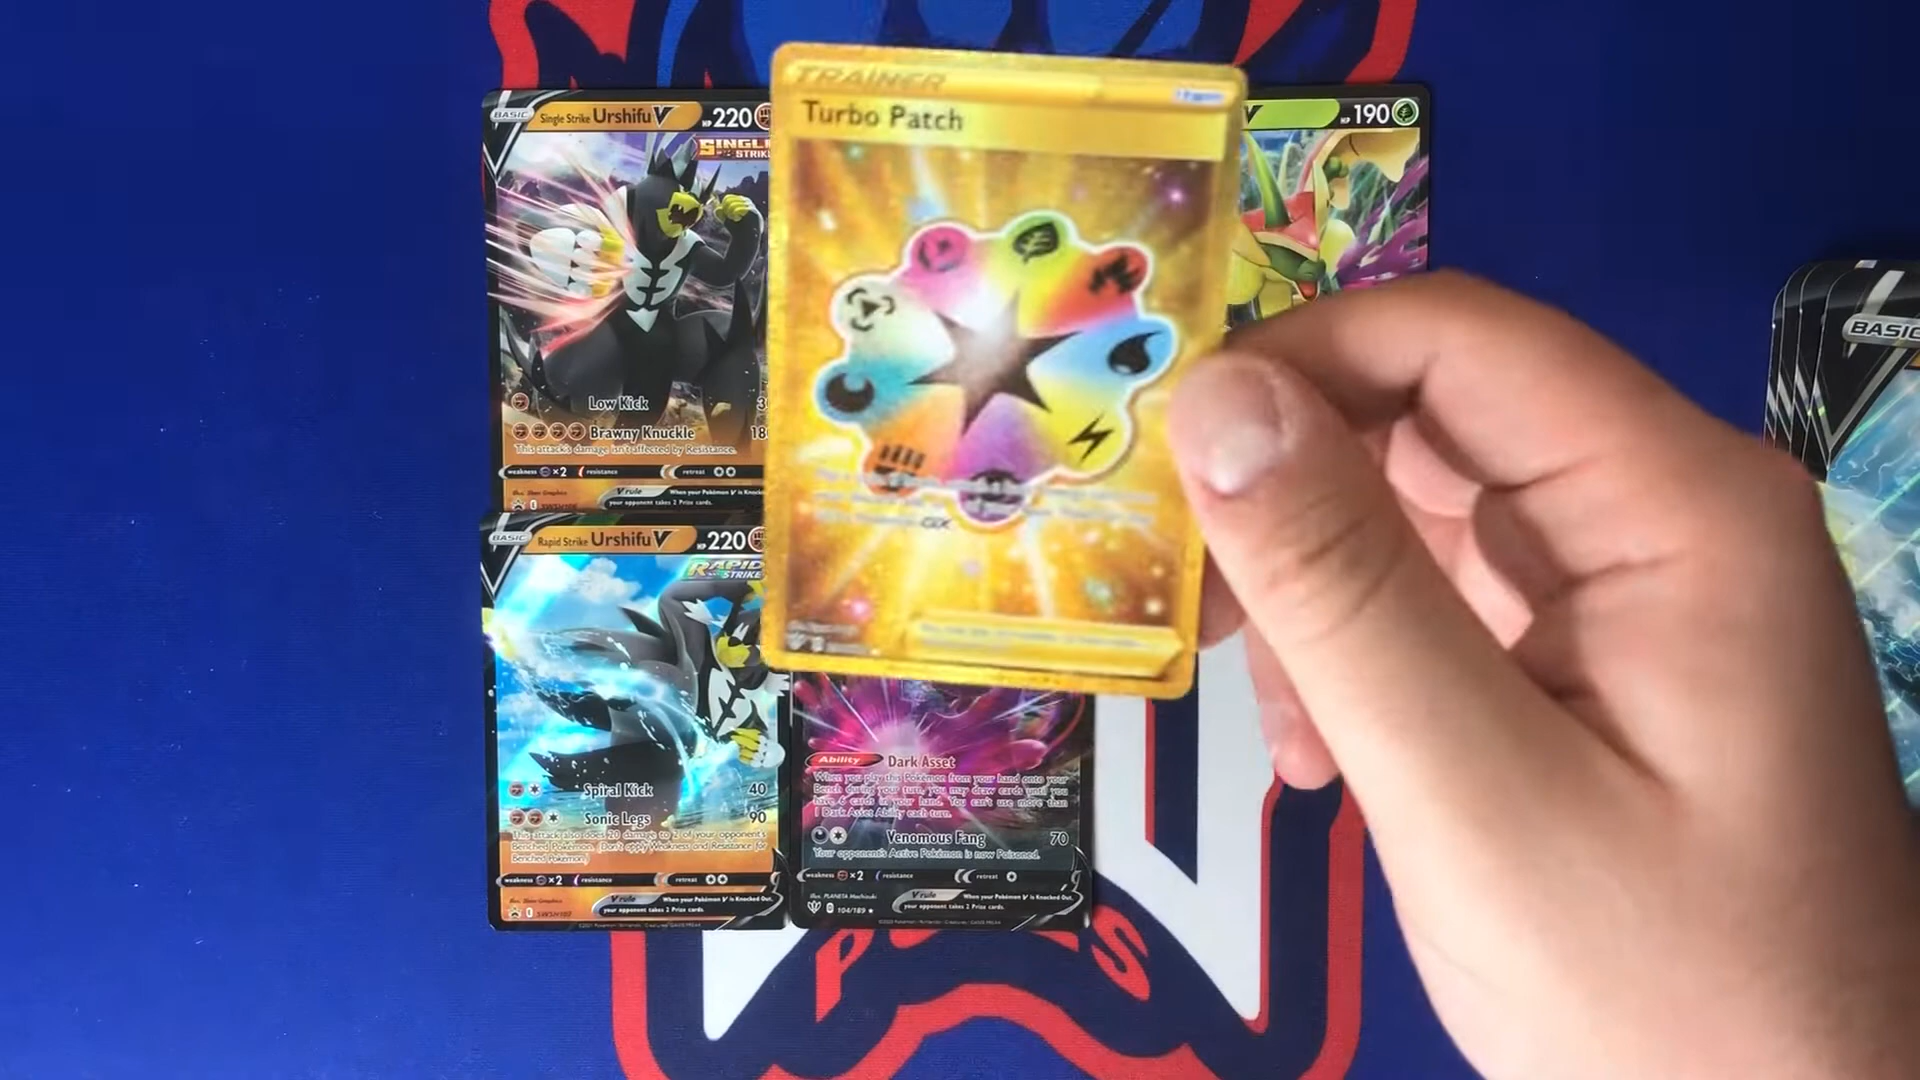 TRAINER
Item
Turbo Patch
GX
BASIC
Single Strike Urshifu V
HP 220
SINGLE
STRIKE
Low Kick
Brawny Knuckle
This attack's damage isn't affected by Resistance.
weakness ×2 resistance retreat
V rule
your opponent takes 2 Prize cards.
HP 190
BASIC
BASIC
Rapid Strike Urshifu V
HP 220
RAPID
STRIKE
Spiral Kick 40
Sonic Legs 90
This attack also does 20 damage to 2 of your opponent's
Benched Pokémon. (Don't apply Weakness and Resistance for
Benched Pokémon.)
weakness ×2 resistance retreat
V rule When your Pokémon V is Knocked Out,
your opponent takes 2 Prize cards.
SWSH107
Ability Dark Asset
When you play this Pokémon from your hand onto your
Bench during your turn, you may draw cards until you
have 6 cards in your hand. You can't use more than
1 Dark Asset Ability each turn.
Venomous Fang 70
Your opponent's Active Pokémon is now Poisoned.
weakness ×2 resistance retreat
V rule When your Pokémon V is Knocked Out,
your opponent takes 2 Prize cards.
104/189